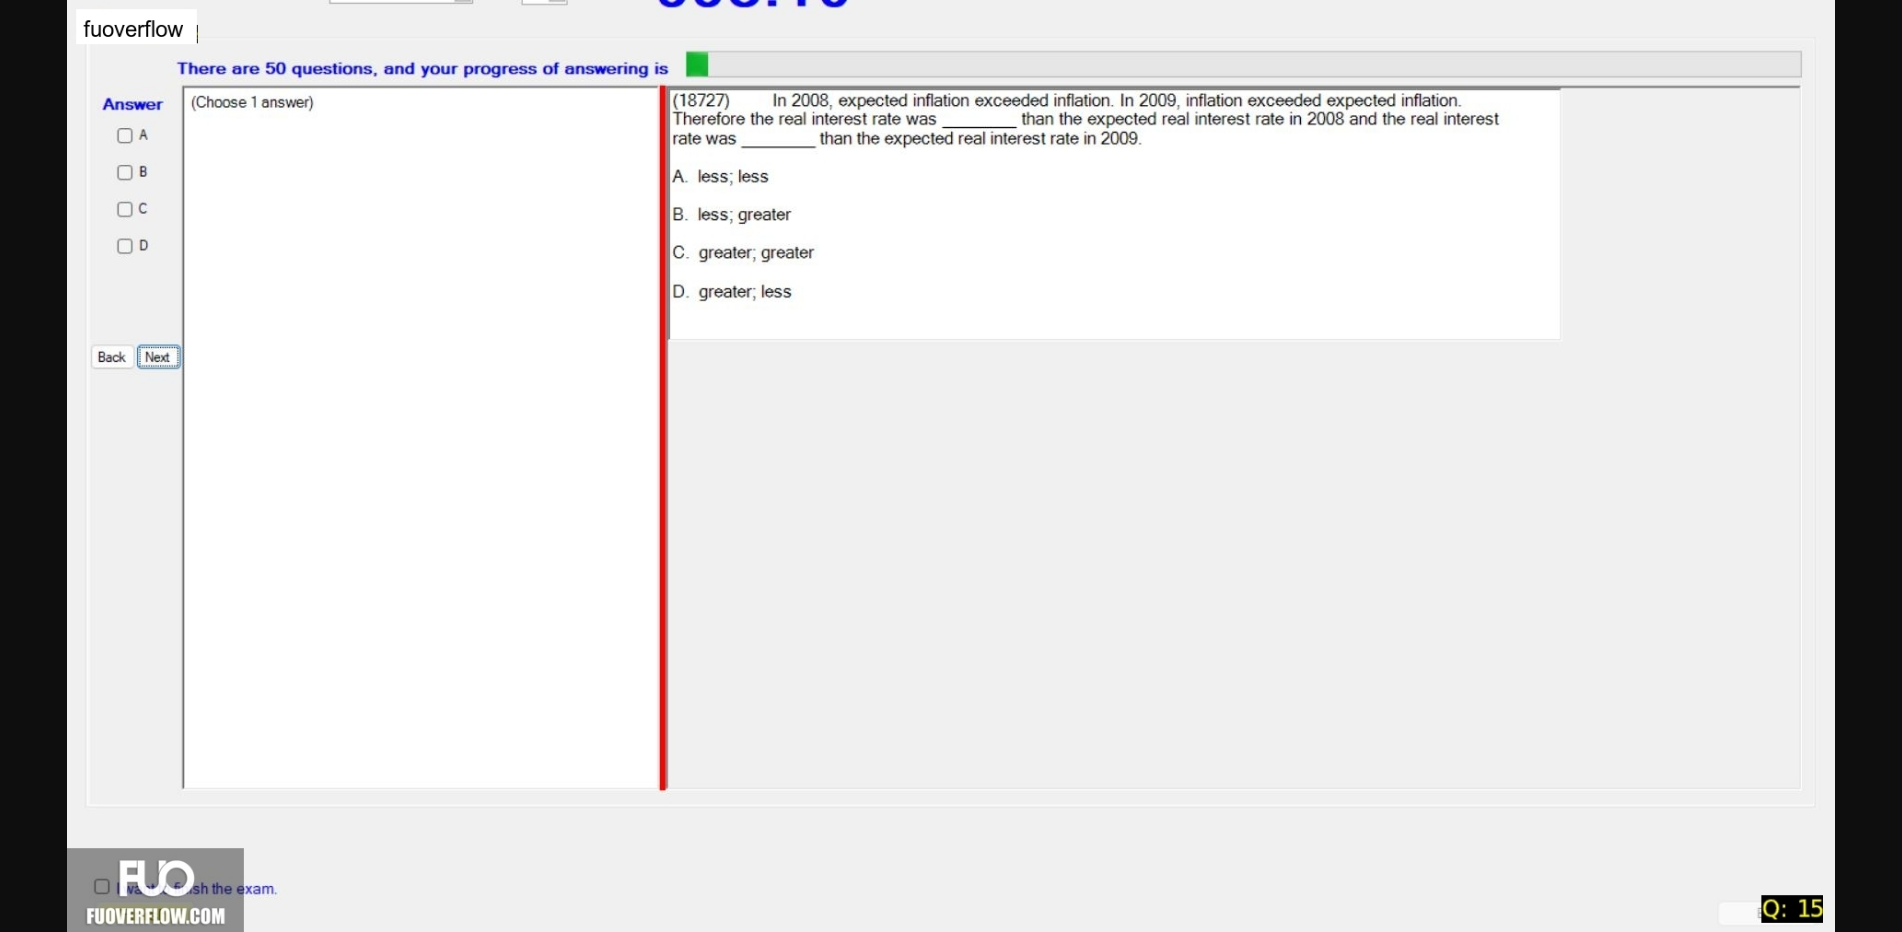 fuoverflow
There are 50 questions, and your progress of answering is
Answer
(Choose 1 answer)
A
B
C
D
Back Next
(18727) In 2008, expected inflation exceeded inflation. In 2009, inflation exceeded expected inflation.
Therefore the real interest rate was ________ than the expected real interest rate in 2008 and the real interest
rate was ________ than the expected real interest rate in 2009.
A. less; less
B. less; greater
C. greater; greater
D. greater; less
I want finish the exam.
FUO
FUOVERFLOW.COM
Q: 15